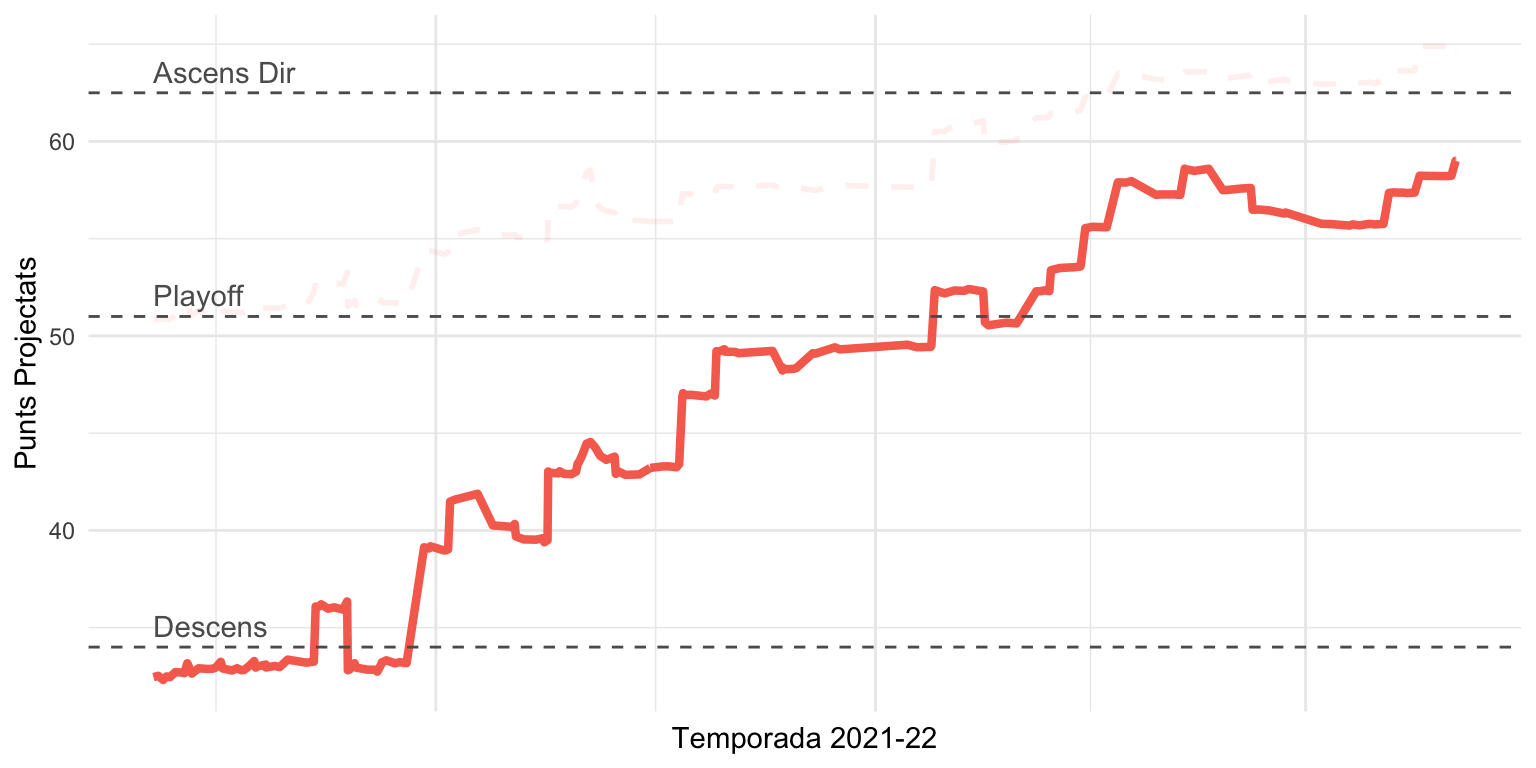 Ascens Dir
60
Playoff
50
Punts Projectats
40
Descens
Temporada 2021-22